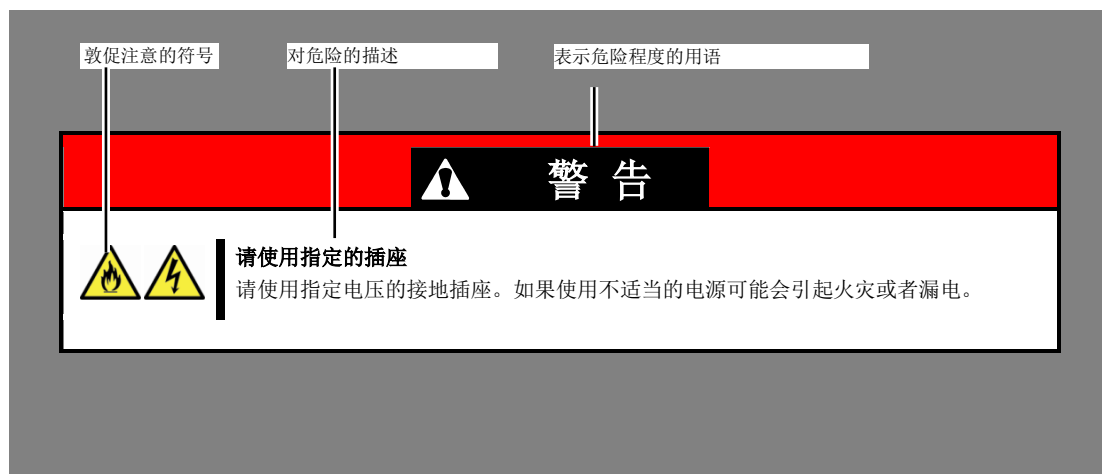 敦促注意的符号
对危险的描述
表示危险程度的用语
警 告
请使用指定的插座
请使用指定电压的接地插座。如果使用不适当的电源可能会引起火灾或者漏电。